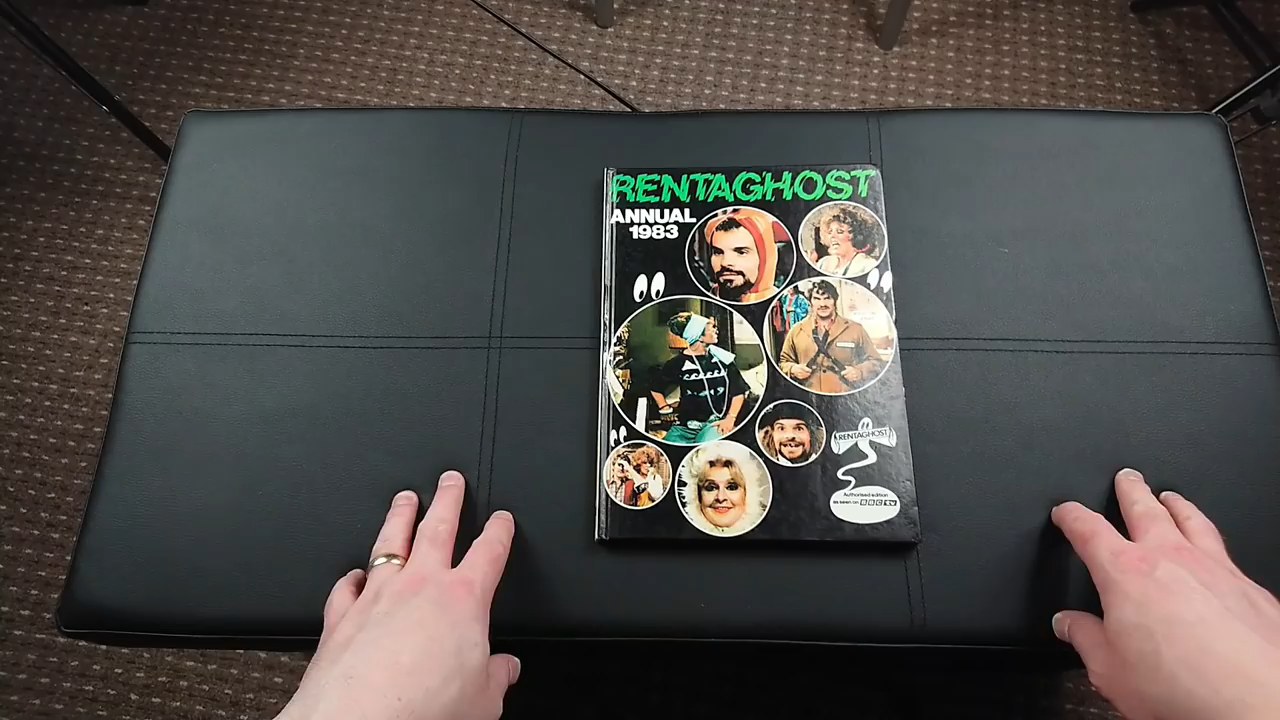 RENTAGHOST
ANNUAL
1983
RENTAGHOST
Authorised edition
as seen on BBC tv